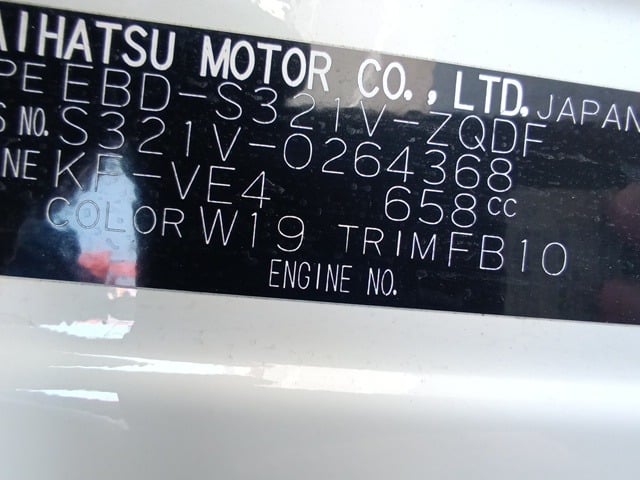 AIHATSU MOTOR CO., LTD. JAPAN
PE EBD-S321V-ZQDF
S NO. S321V-0264368
NE KF-VE4 658cc
COLOR W19 TRIM FB10
ENGINE NO.